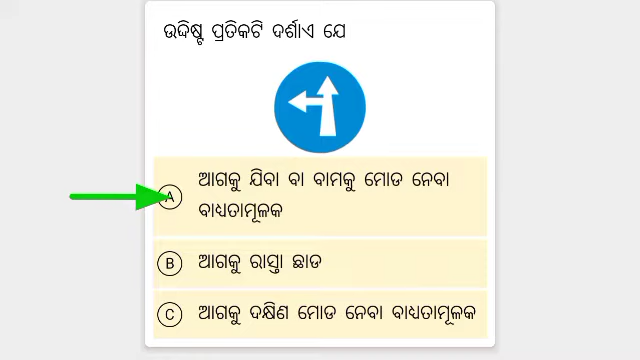 ଉଦ୍ଦିଷ୍ଟ ପ୍ରତିକଟି ଦର୍ଶାଏ ଯେ
A ଆଗକୁ ଯିବା ବା ବାମକୁ ମୋଡ ନେବା
ବାଧ୍ୟତାମୂଳକ
B ଆଗକୁ ରାସ୍ତା ଛାଡ
C ଆଗକୁ ଦକ୍ଷିଣ ମୋଡ ନେବା ବାଧ୍ୟତାମୂଳକ